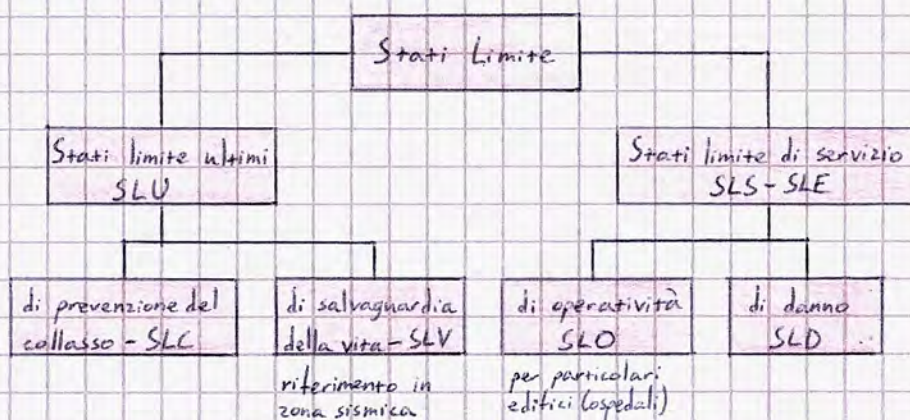 Stati Limite
Stati limite ultimi
SLU
Stati limite di servizio
SLS - SLE
di prevenzione del
collasso - SLC
di salvaguardia
della vita - SLV
riferimento in
zona sismica
di operatività
SLO
per particolari
edifici (ospedali)
di danno
SLD